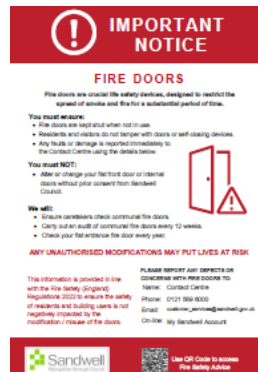 IMPORTANT
NOTICE
FIRE DOORS
Fire doors are crucial life safety devices, designed to restrict the
spread of smoke and fire for a substantial period of time.
You must ensure:
• Fire doors are kept shut when not in use.
• Residents and visitors do not tamper with doors or self-closing devices.
• Any faults or damage is reported immediately to
the Contact Centre using the details below.
You must NOT:
• Alter or change your flat front door or internal
doors without prior consent from Sandwell
Council.
We will:
• Ensure caretakers check communal fire doors.
• Carry out an audit of communal fire doors every 12 weeks.
• Check your flat entrance fire door every year.
ANY UNAUTHORISED MODIFICATIONS MAY PUT LIVES AT RISK
This information is provided in line
with the Fire Safety (England)
Regulations 2022 to ensure the safety
of residents and building users is not
negatively impacted by the
modification / misuse of fire doors.
PLEASE REPORT ANY DEFECTS OR
CONCERNS WITH FIRE DOORS TO:
Name: Contact Centre
Phone: 0121 569 6000
Email: customer_services@sandwell.gov.uk
On-line: My Sandwell Account
Sandwell
Metropolitan Borough Council
Use QR Code to access
Fire Safety Advice